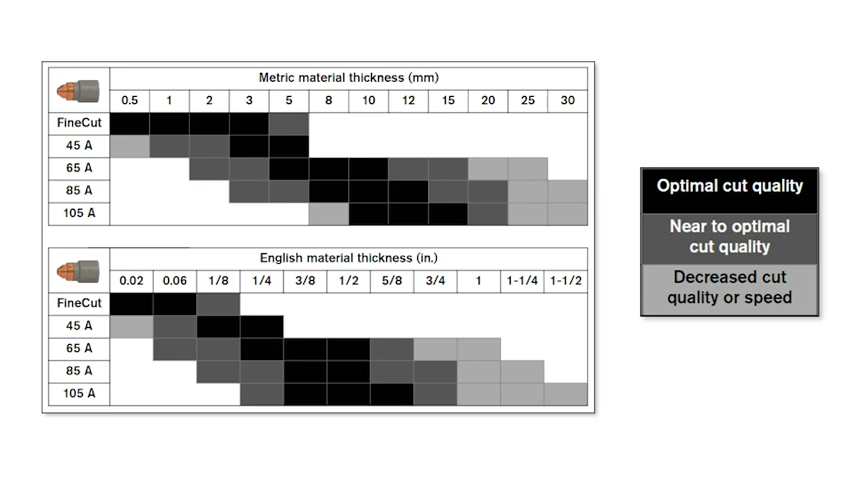 Metric material thickness (mm)
0.5 1 2 3 5 8 10 12 15 20 25 30
FineCut
45 A
65 A
85 A
105 A
English material thickness (in.)
0.02 0.06 1/8 1/4 3/8 1/2 5/8 3/4 1 1-1/4 1-1/2
FineCut
45 A
65 A
85 A
105 A
Optimal cut quality
Near to optimal
cut quality
Decreased cut
quality or speed